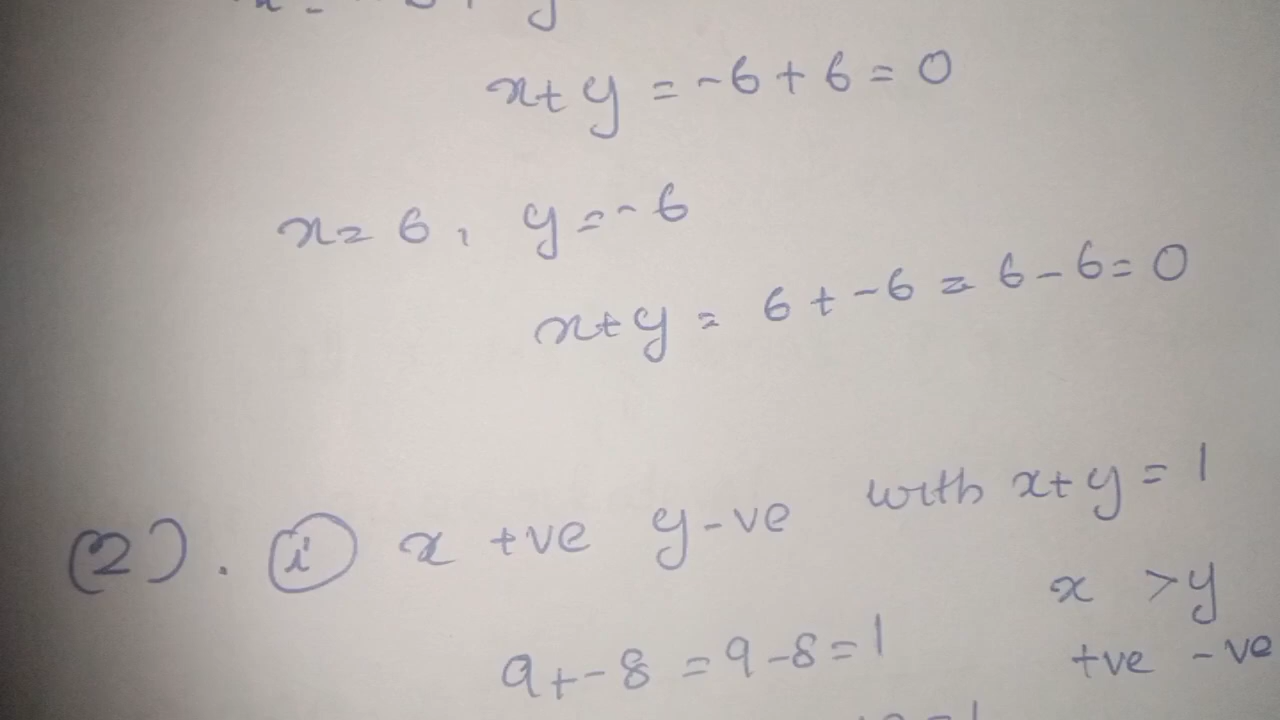 x+y = -6+6 = 0
x= 6, y= -6
x+y = 6+-6 = 6-6= 0
(2). (i) x +ve y-ve with x+y = 1
x >y
+ve -ve
9+-8 = 9-8 = 1